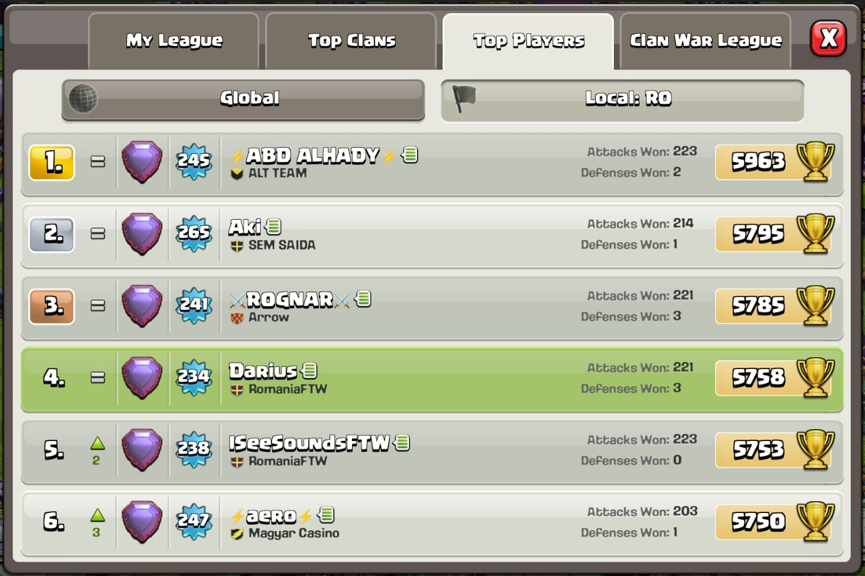 My League
Top Clans
Top Players
Clan War League
X
Global
Local: RO
1.
=
245
⚡ABD ALHADY⚡
ALT TEAM
Attacks Won: 223
Defenses Won: 2
5963
2.
=
265
Aki
SEM SAIDA
Attacks Won: 214
Defenses Won: 1
5795
3.
=
241
⚔ROGNAR⚔
Arrow
Attacks Won: 221
Defenses Won: 3
5785
4.
=
234
Darius
RomaniaFTW
Attacks Won: 221
Defenses Won: 3
5758
5.
2
238
ISeeSoundsFTW
RomaniaFTW
Attacks Won: 223
Defenses Won: 0
5753
6.
3
247
⚡aero⚡
Magyar Casino
Attacks Won: 203
Defenses Won: 1
5750